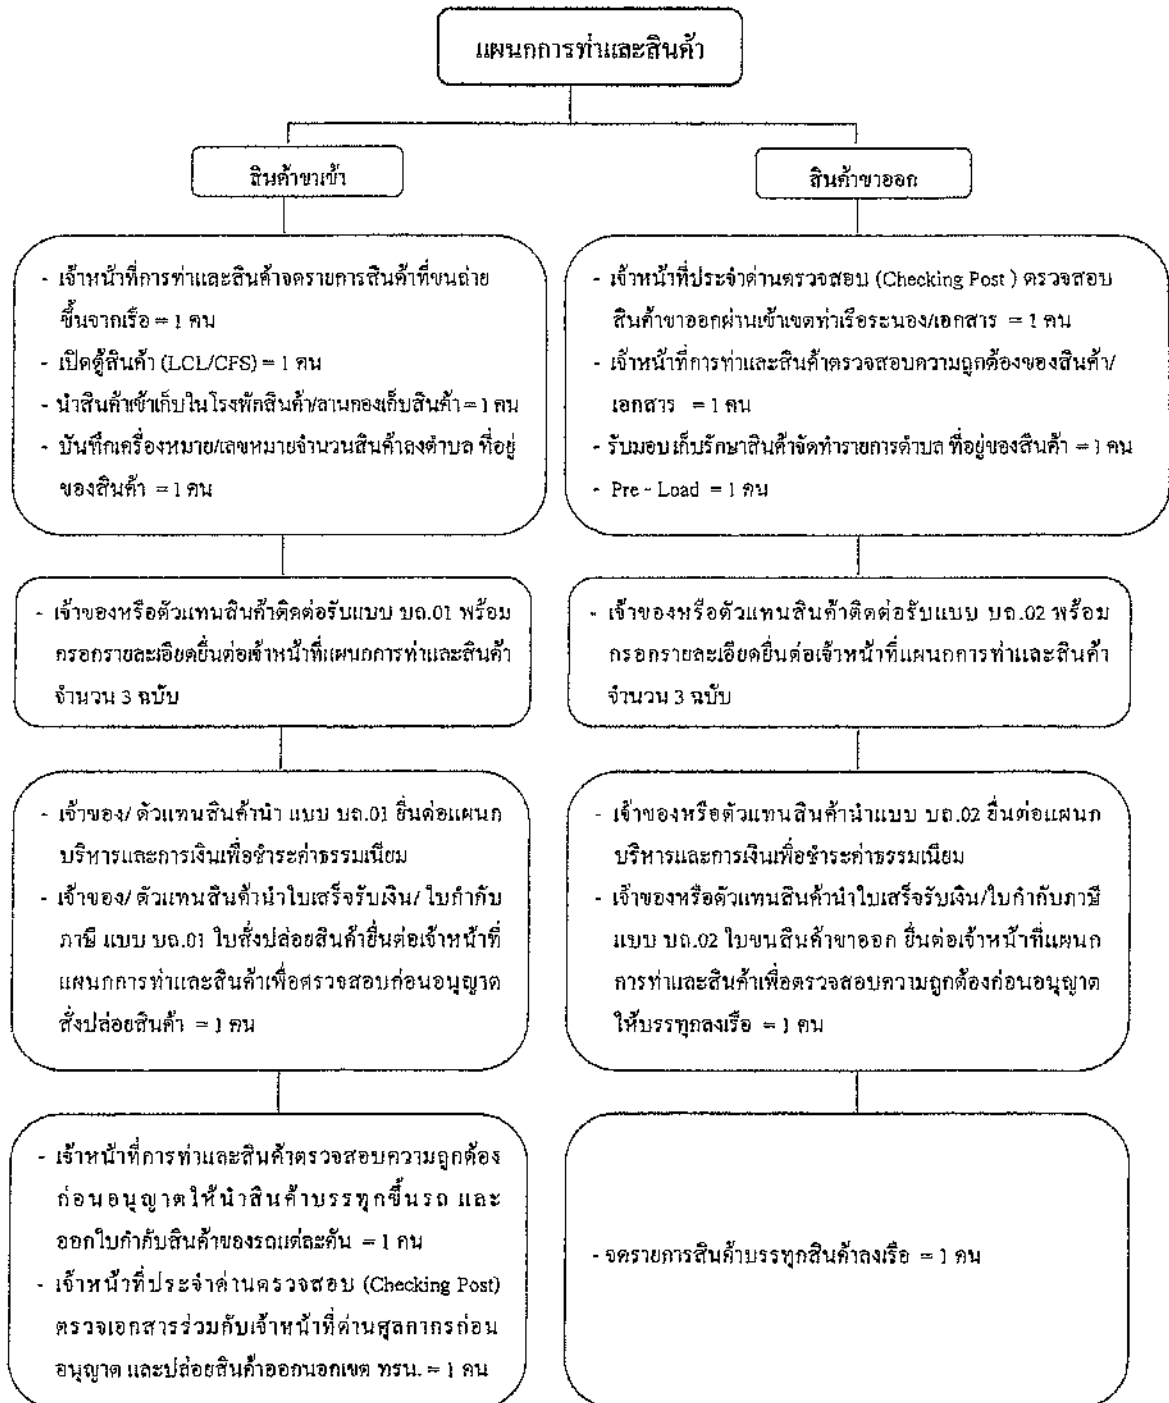 แผนกการท่าและสินค้า
สินค้าขาเข้า
- เจ้าหน้าที่การท่าและสินค้าจดรายการสินค้าที่ขนถ่าย
ขึ้นจากเรือ = 1 คน
- เปิดตู้สินค้า (LCL/CFS) = 1 คน
- นำสินค้าเข้าเก็บในโรงพักสินค้า/ลานกองเก็บสินค้า = 1 คน
- บันทึกเครื่องหมาย/เลขหมายจำนวนสินค้าลงตำบล ที่อยู่
ของสินค้า = 1 คน
- เจ้าของหรือตัวแทนสินค้าติดต่อรับแบบ บถ.01 พร้อม
กรอกรายละเอียดยื่นต่อเจ้าหน้าที่แผนกการท่าและสินค้า
จำนวน 3 ฉบับ
- เจ้าของ/ ตัวแทนสินค้านำ แบบ บถ.01 ยื่นต่อแผนก
บริหารและการเงินเพื่อชำระค่าธรรมเนียม
- เจ้าของ/ ตัวแทนสินค้านำใบเสร็จรับเงิน/ ใบกำกับ
ภาษี แบบ บถ.01 ใบสั่งปล่อยสินค้ายื่นต่อเจ้าหน้าที่
แผนกการท่าและสินค้าเพื่อตรวจสอบก่อนอนุญาต
สั่งปล่อยสินค้า = 1 คน
- เจ้าหน้าที่การท่าและสินค้าตรวจสอบความถูกต้อง
ก่อนอนุญาตให้นำสินค้าบรรทุกขึ้นรถ และ
ออกใบกำกับสินค้าของรถแต่ละคัน = 1 คน
- เจ้าหน้าที่ประจำด่านตรวจสอบ (Checking Post)
ตรวจเอกสารร่วมกับเจ้าหน้าที่ด่านศุลกากรก่อน
อนุญาต และปล่อยสินค้าออกนอกเขต ทรน. = 1 คน
สินค้าขาออก
- เจ้าหน้าที่ประจำด่านตรวจสอบ (Checking Post ) ตรวจสอบ
สินค้าขาออกผ่านเข้าเขตท่าเรือระนอง/เอกสาร = 1 คน
- เจ้าหน้าที่การท่าและสินค้าตรวจสอบความถูกต้องของสินค้า/
เอกสาร = 1 คน
- รับมอบเก็บรักษาสินค้าจัดทำรายการตำบล ที่อยู่ของสินค้า = 1 คน
- Pre - Load = 1 คน
- เจ้าของหรือตัวแทนสินค้าติดต่อรับแบบ บถ.02 พร้อม
กรอกรายละเอียดยื่นต่อเจ้าหน้าที่แผนกการท่าและสินค้า
จำนวน 3 ฉบับ
- เจ้าของหรือตัวแทนสินค้านำแบบ บถ.02 ยื่นต่อแผนก
บริหารและการเงินเพื่อชำระค่าธรรมเนียม
- เจ้าของหรือตัวแทนสินค้านำใบเสร็จรับเงิน/ใบกำกับภาษี
แบบ บถ.02 ใบขนสินค้าขาออก ยื่นต่อเจ้าหน้าที่แผนก
การท่าและสินค้าเพื่อตรวจสอบความถูกต้องก่อนอนุญาต
ให้บรรทุกลงเรือ = 1 คน
- จดรายการสินค้าบรรทุกสินค้าลงเรือ = 1 คน